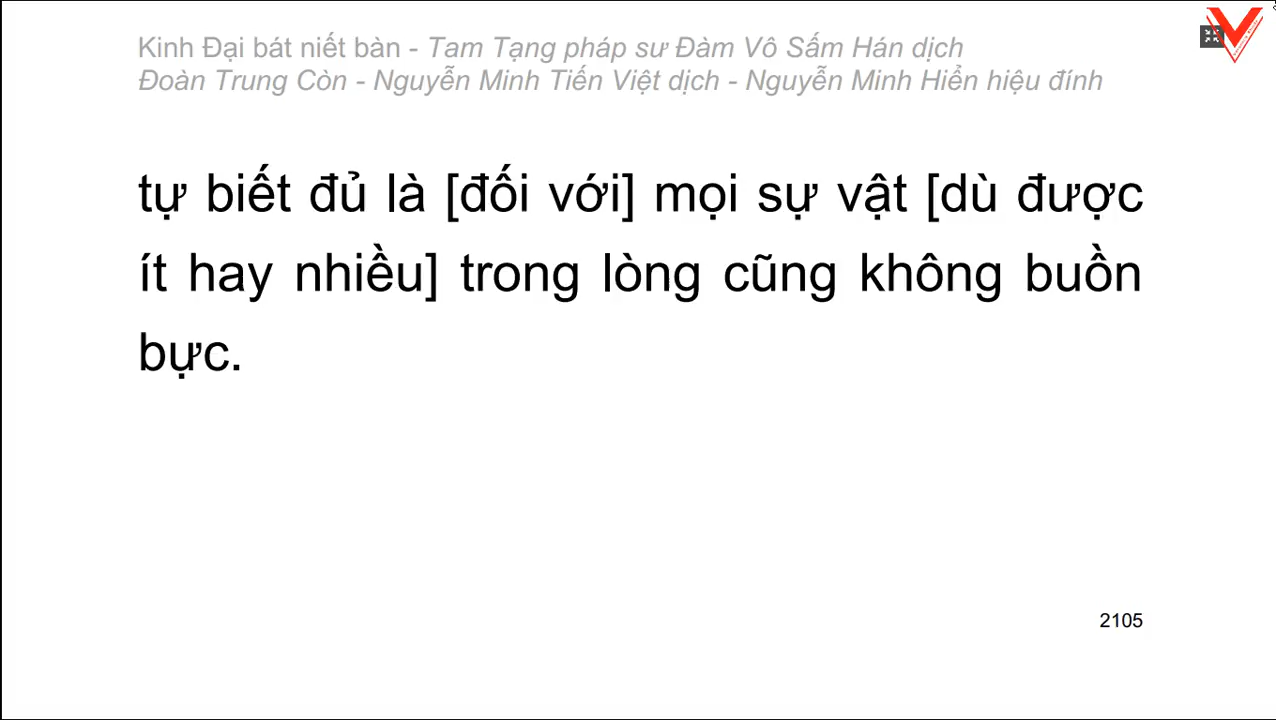 Kinh Đại bát niết bàn - Tam Tạng pháp sư Đàm Vô Sấm Hán dịch
Đoàn Trung Còn - Nguyễn Minh Tiến Việt dịch - Nguyễn Minh Hiển hiệu đính
tự biết đủ là [đối với] mọi sự vật [dù được
ít hay nhiều] trong lòng cũng không buồn
bực.
2105